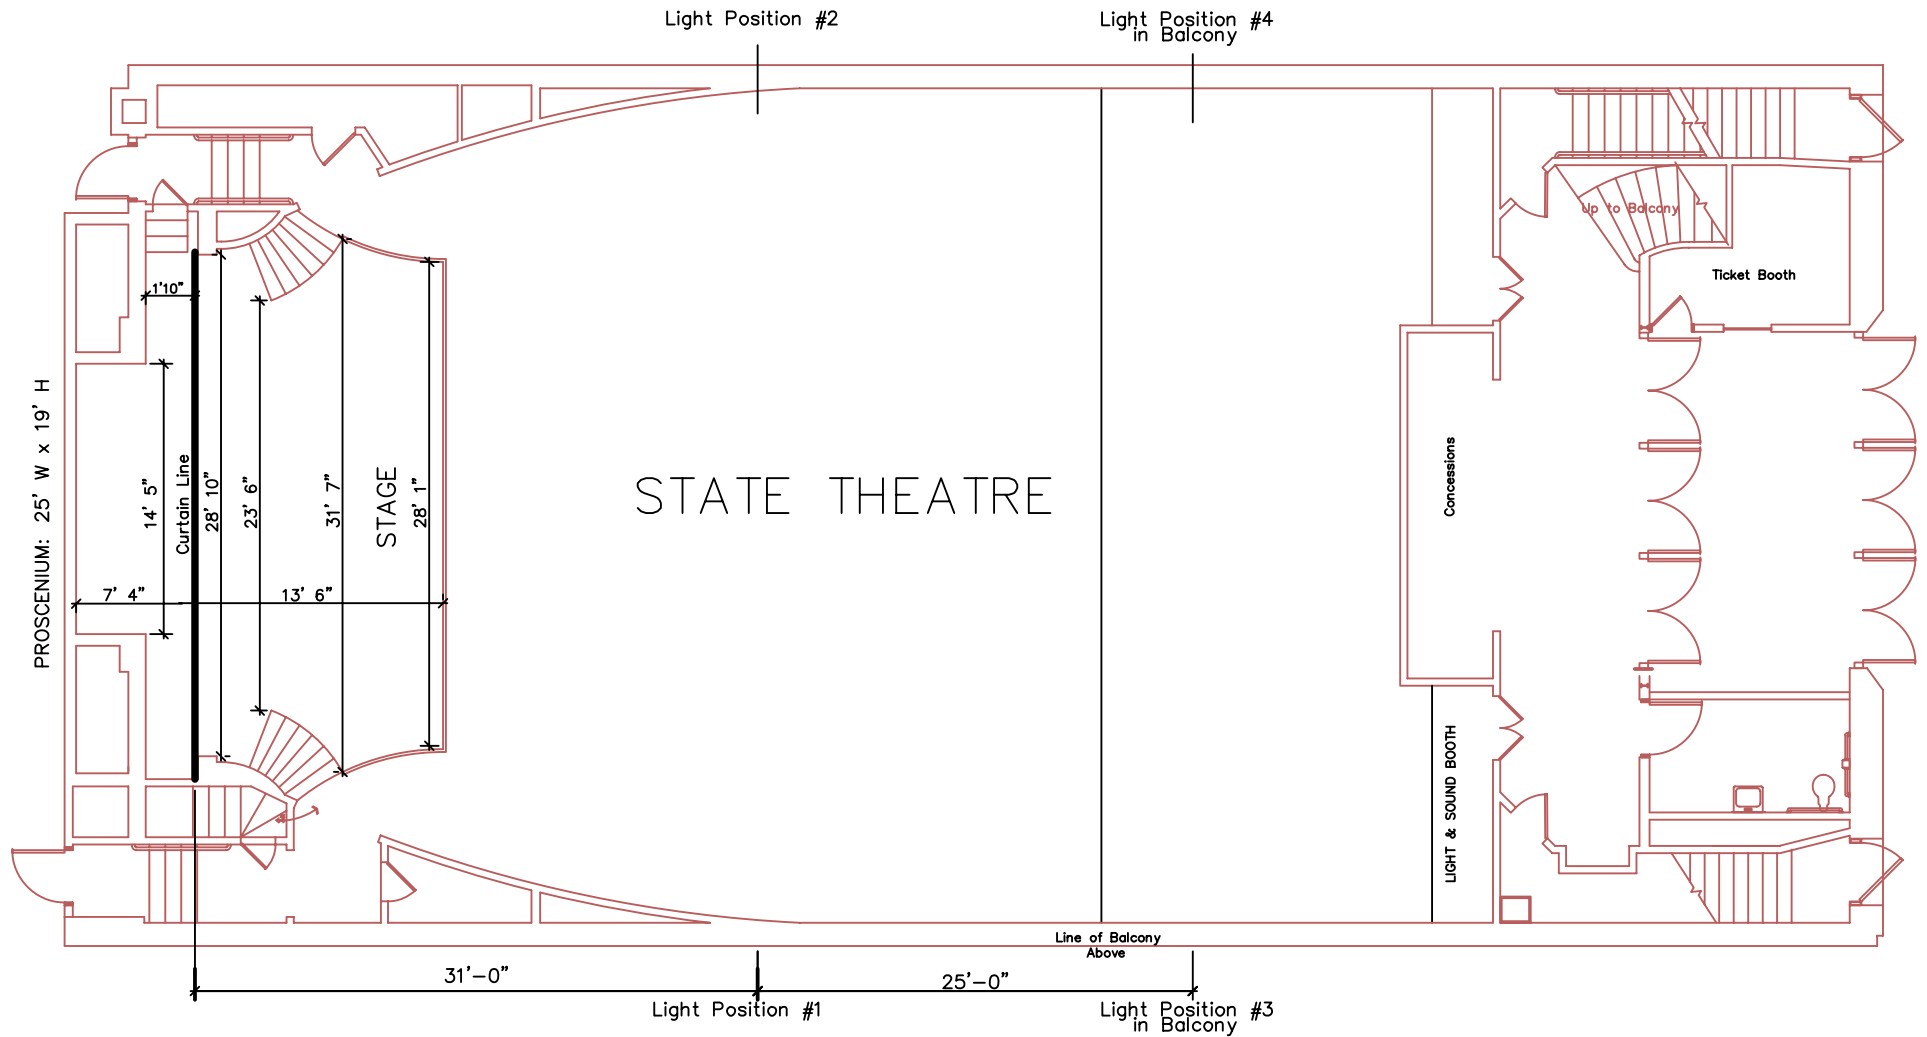 Light Position #2
Light Position #4
in Balcony
Up to Balcony
Ticket Booth
1'10"
PROSCENIUM: 25' W x 19' H
14' 5"
Curtain Line
28' 10"
23' 6"
31' 7"
STAGE
28' 1"
STATE THEATRE
Concessions
7' 4"
13' 6"
LIGHT & SOUND BOOTH
Line of Balcony
Above
31'-0"
25'-0"
Light Position #1
Light Position #3
in Balcony